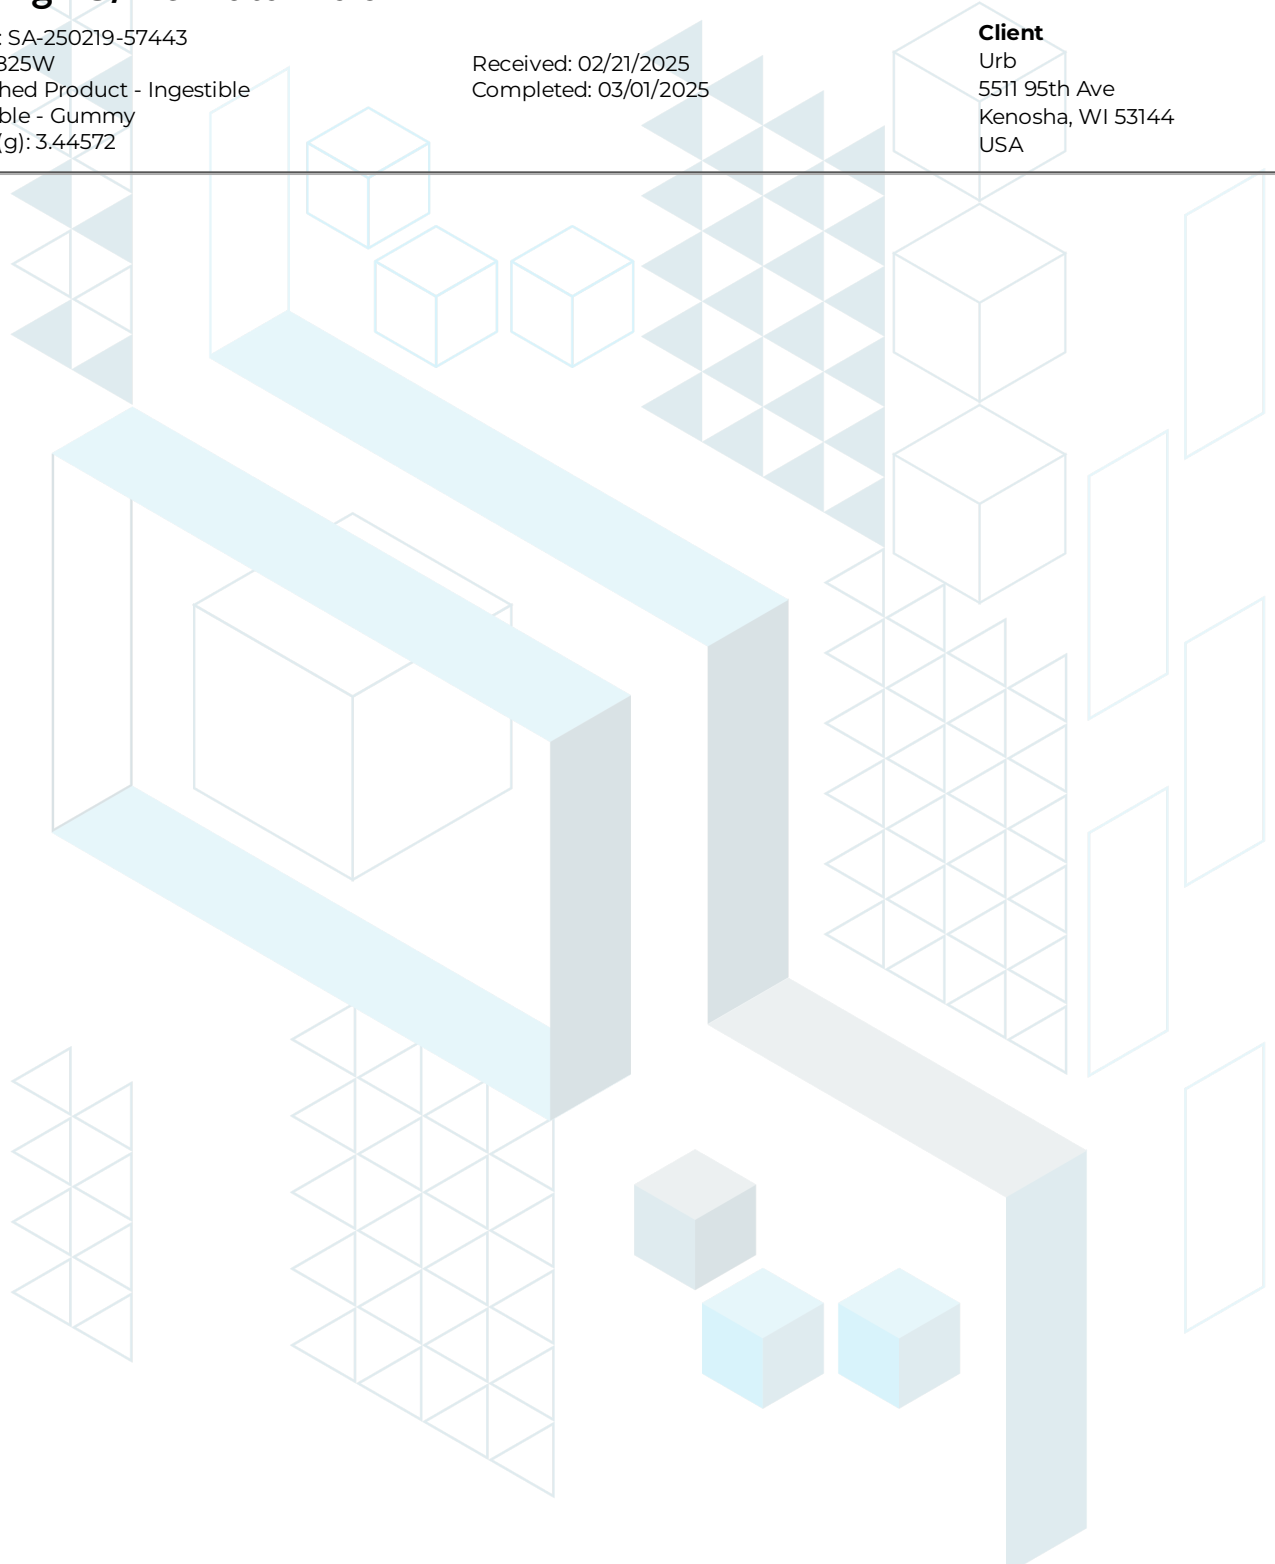 : SA-250219-57443
325W
hed Product - Ingestible
ble - Gummy
(g): 3.44572
Received: 02/21/2025
Completed: 03/01/2025
Client
Urb
5511 95th Ave
Kenosha, WI 53144
USA